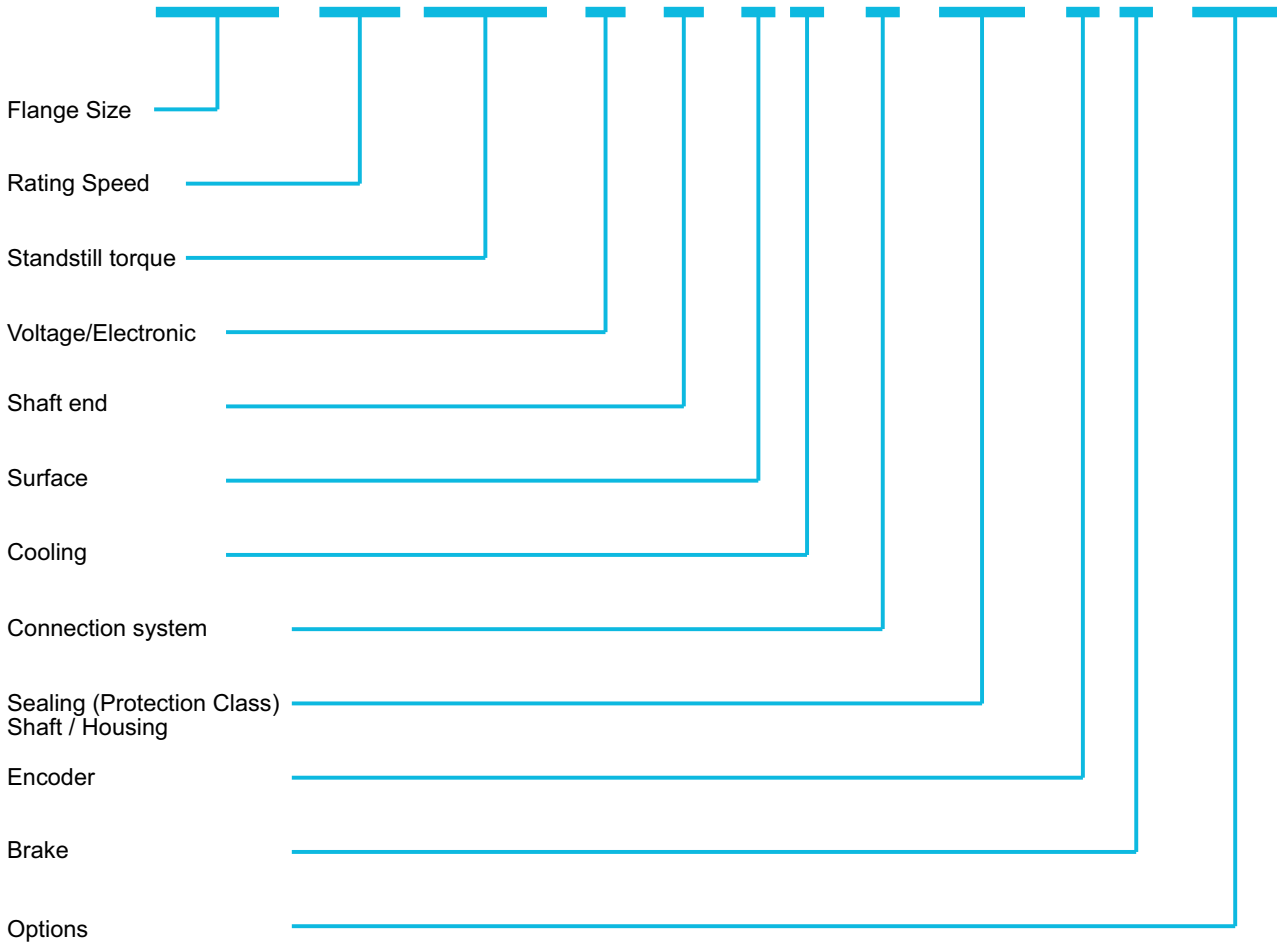 Flange Size
Rating Speed
Standstill torque
Voltage/Electronic
Shaft end
Surface
Cooling
Connection system
Sealing (Protection Class)
Shaft / Housing
Encoder
Brake
Options